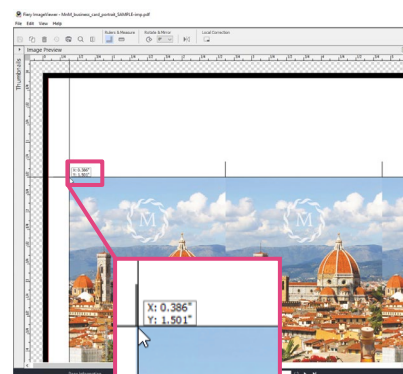 Fiery ImageViewer - MoM_business_card_portrait_SAMPLE-imp.pdf
File Edit View Help
Rulers & Measure Rotate & Mirror Local Correction
Image Preview
Thumbnails
X: 0.386"
Y: 1.501"
M
M
X: 0.386"
Y: 1.501"